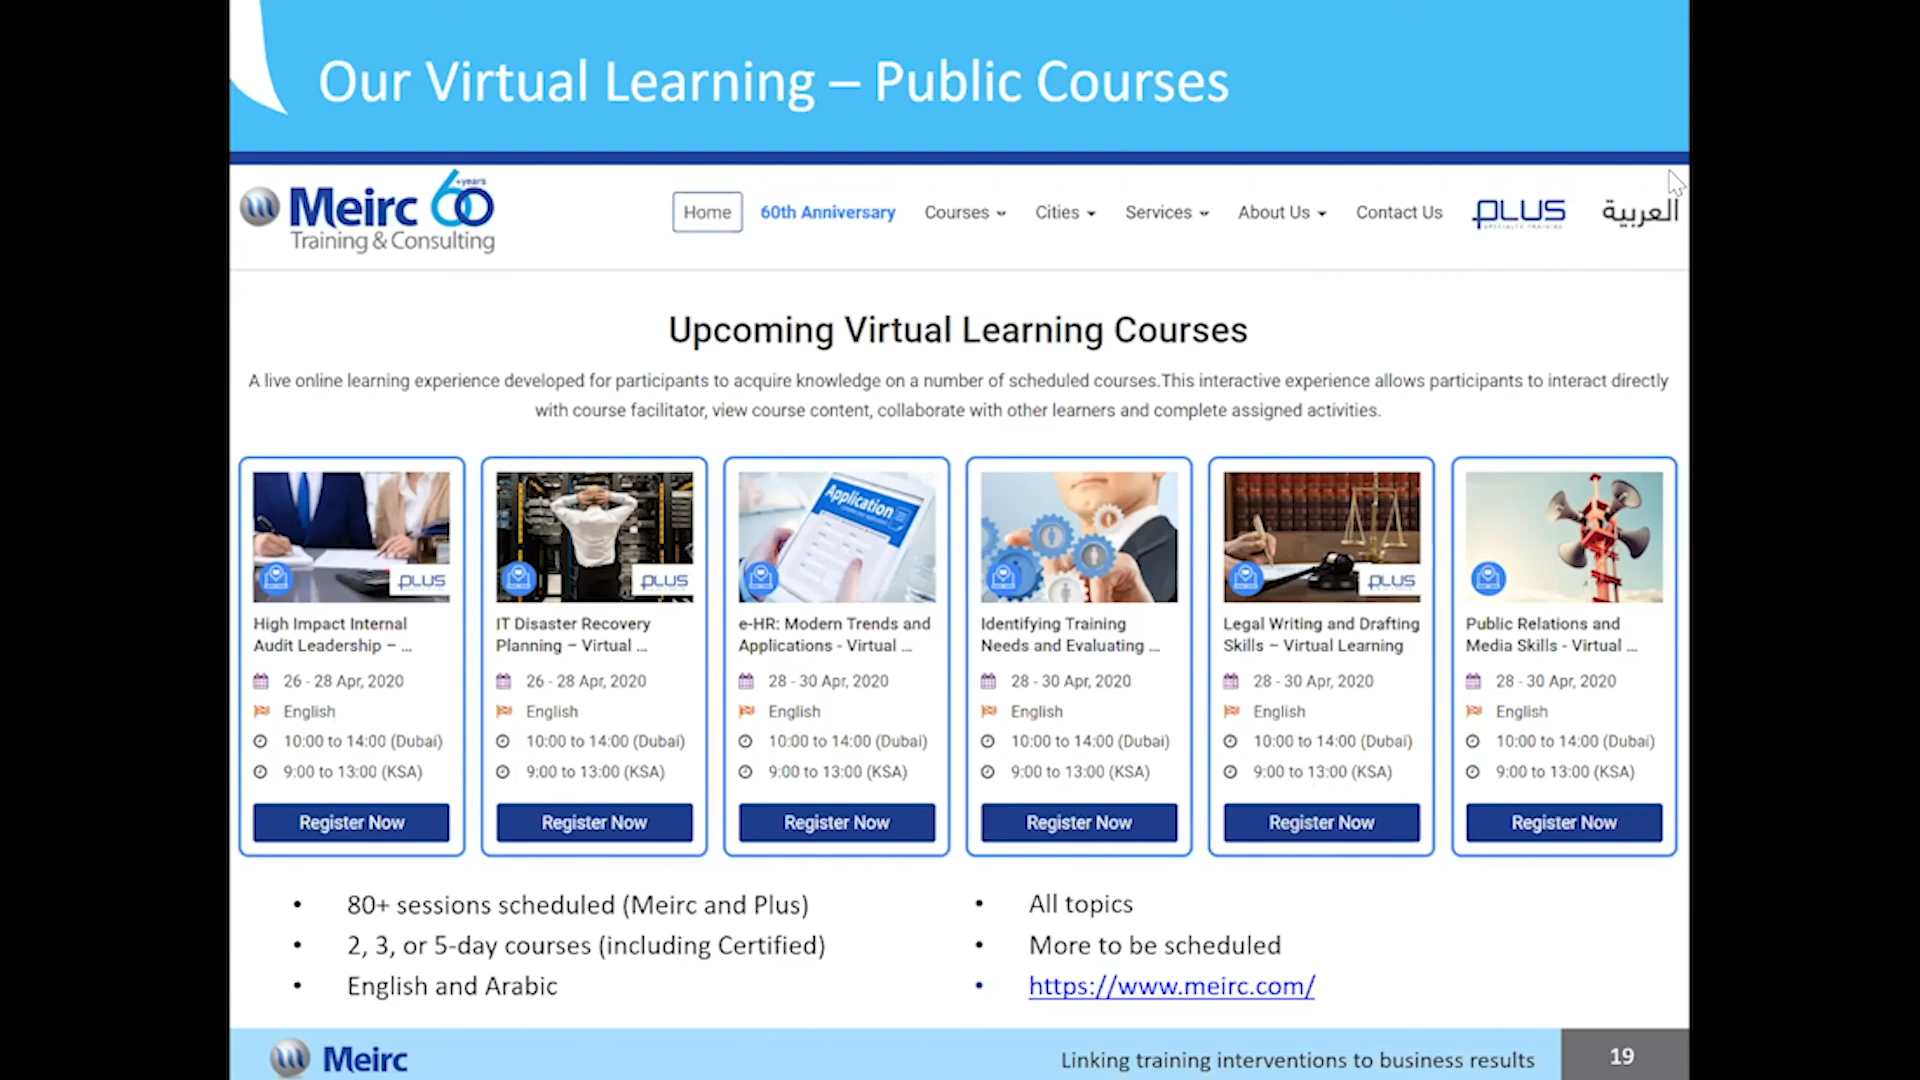 Our Virtual Learning – Public Courses
Meirc 60 +years
Training & Consulting
Home 60th Anniversary Courses Cities Services About Us Contact Us PLUS العربية
SPECIALTY TRAINING
Upcoming Virtual Learning Courses
A live online learning experience developed for participants to acquire knowledge on a number of scheduled courses.This interactive experience allows participants to interact directly
with course facilitator, view course content, collaborate with other learners and complete assigned activities.
PLUS
High Impact Internal
Audit Leadership – ...
26 - 28 Apr, 2020
English
10:00 to 14:00 (Dubai)
9:00 to 13:00 (KSA)
Register Now
PLUS
IT Disaster Recovery
Planning – Virtual ...
26 - 28 Apr, 2020
English
10:00 to 14:00 (Dubai)
9:00 to 13:00 (KSA)
Register Now
Application
e-HR: Modern Trends and
Applications - Virtual ...
28 - 30 Apr, 2020
English
10:00 to 14:00 (Dubai)
9:00 to 13:00 (KSA)
Register Now
Identifying Training
Needs and Evaluating ...
28 - 30 Apr, 2020
English
10:00 to 14:00 (Dubai)
9:00 to 13:00 (KSA)
Register Now
PLUS
Legal Writing and Drafting
Skills – Virtual Learning
28 - 30 Apr, 2020
English
10:00 to 14:00 (Dubai)
9:00 to 13:00 (KSA)
Register Now
Public Relations and
Media Skills - Virtual ...
28 - 30 Apr, 2020
English
10:00 to 14:00 (Dubai)
9:00 to 13:00 (KSA)
Register Now
• 80+ sessions scheduled (Meirc and Plus)
• 2, 3, or 5-day courses (including Certified)
• English and Arabic
• All topics
• More to be scheduled
• https://www.meirc.com/
Meirc
Linking training interventions to business results
19